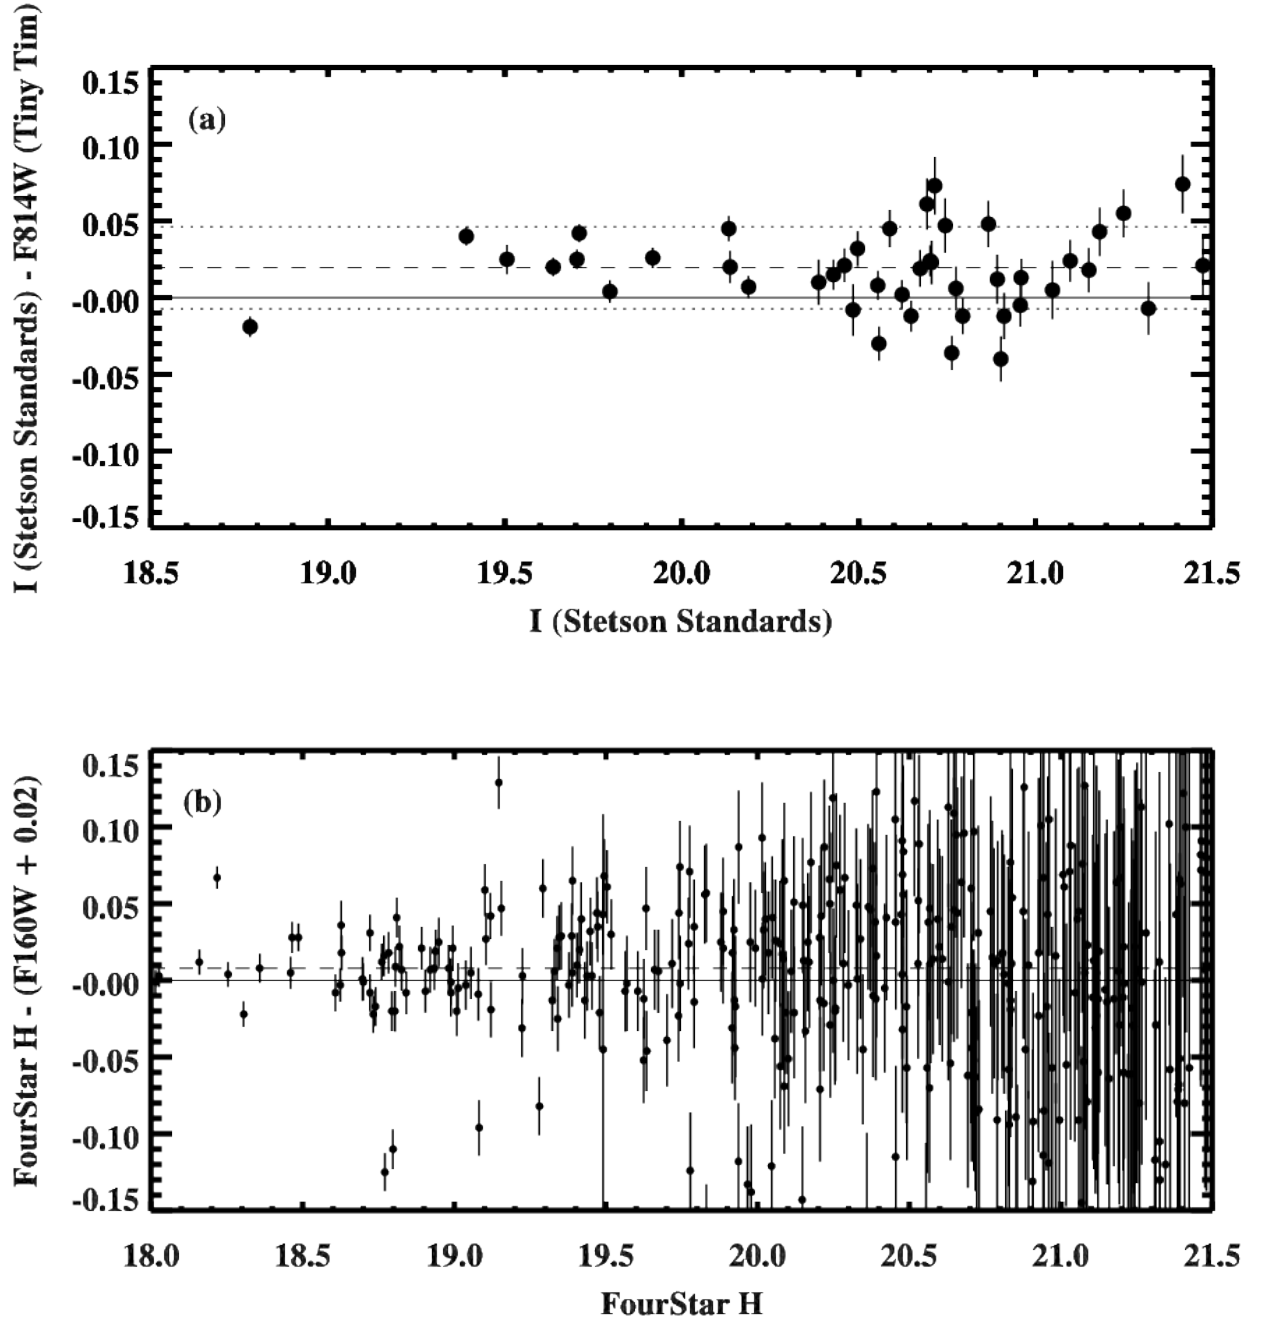 I (Stetson Standards) - F814W (Tiny Tim)
(a)
0.15
0.10
0.05
-0.00
-0.05
-0.10
-0.15
18.5 19.0 19.5 20.0 20.5 21.0 21.5
I (Stetson Standards)
FourStar H - (F160W + 0.02)
(b)
0.15
0.10
0.05
-0.00
-0.05
-0.10
-0.15
18.0 18.5 19.0 19.5 20.0 20.5 21.0 21.5
FourStar H